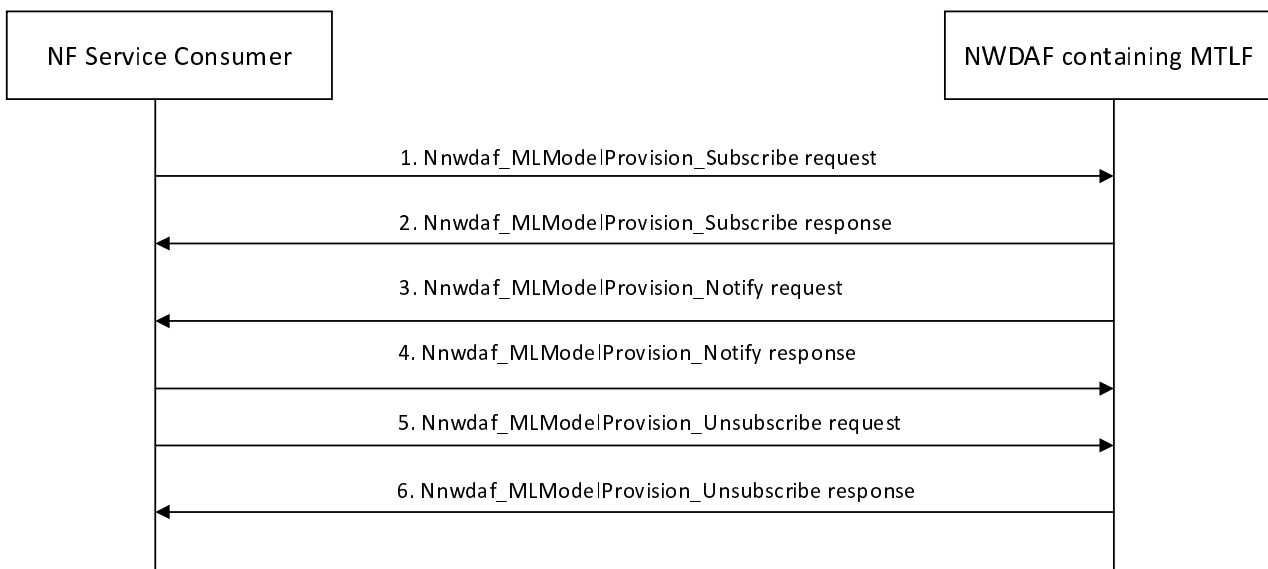 NF Service Consumer
NWDAF containing MTLF
1. Nnwdaf_MLModelProvision_Subscribe request
2. Nnwdaf_MLModelProvision_Subscribe response
3. Nnwdaf_MLModelProvision_Notify request
4. Nnwdaf_MLModelProvision_Notify response
5. Nnwdaf_MLModelProvision_Unsubscribe request
6. Nnwdaf_MLModelProvision_Unsubscribe response